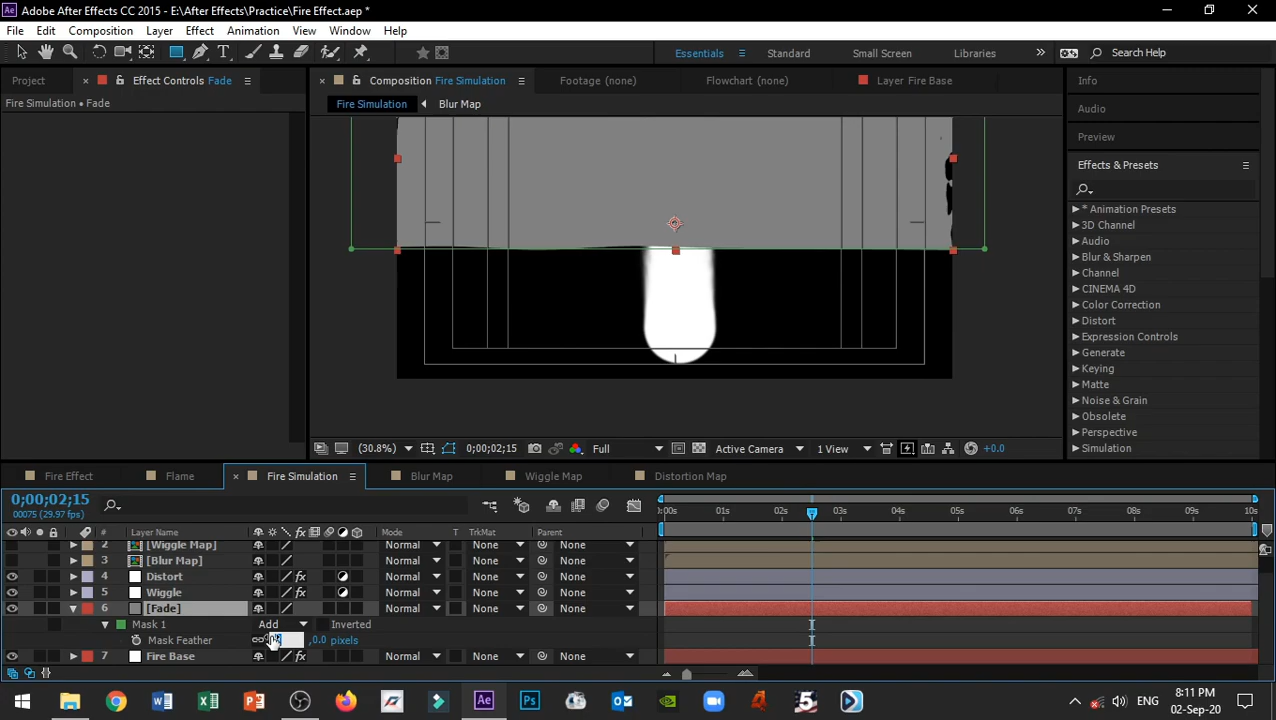 Adobe After Effects CC 2015 - E:\After Effects\Practice\Fire Effect.aep *
File Edit Composition Layer Effect Animation View Window Help
Essentials Standard Small Screen Libraries Search Help
Project Effect Controls Fade Composition Fire Simulation Footage (none) Flowchart (none) Layer Fire Base Info
Fire Simulation • Fade Fire Simulation Blur Map Audio
Preview
Effects & Presets
* Animation Presets
3D Channel
Audio
Blur & Sharpen
Channel
CINEMA 4D
Color Correction
Distort
Expression Controls
Generate
Keying
Matte
Noise & Grain
Obsolete
Perspective
Simulation
(30.8%) 0;00;02;15 Full Active Camera 1 View +0.0
Fire Effect Flame Fire Simulation Blur Map Wiggle Map Distortion Map
0;00;02;15
00075 (29.97 fps)
:00s 01s 02s 03s 04s 05s 06s 07s 08s 09s 10s
# Layer Name Mode T TrkMat Parent
2 [Wiggle Map] Normal None None
3 [Blur Map] Normal None None
4 Distort Normal None None
5 Wiggle Normal None None
6 [Fade] Normal None None
Mask 1 Add Inverted
Mask Feather ,0.0 pixels
7 Fire Base Normal None None
ENG 8:11 PM
02-Sep-20